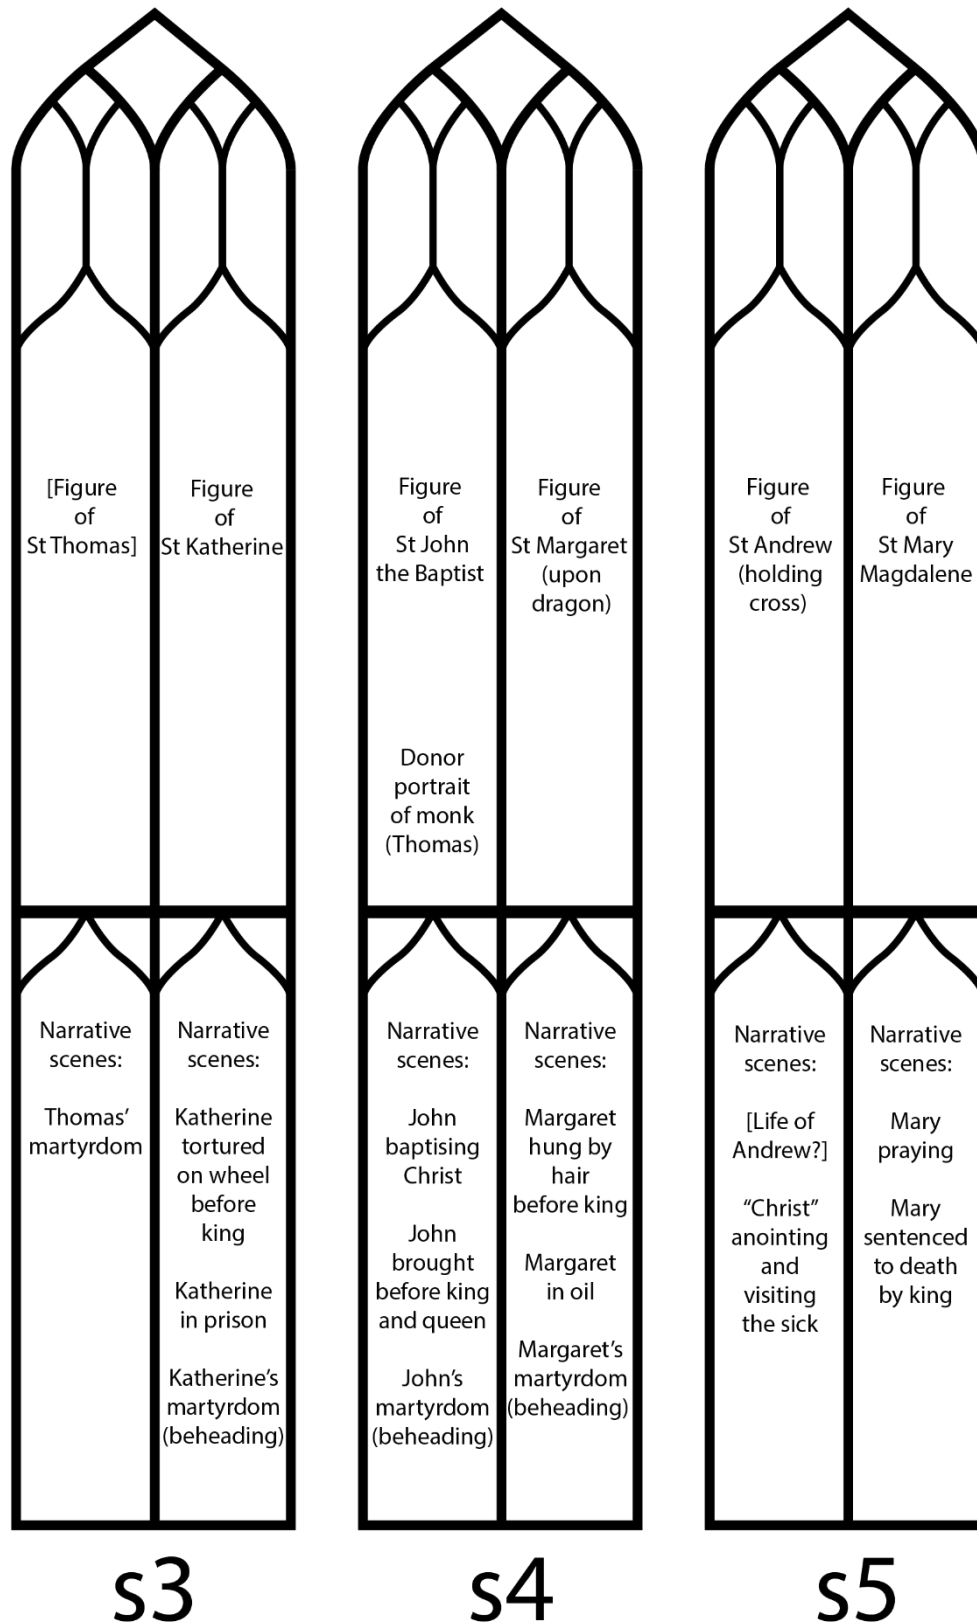 [Figure
of
St Thomas]
Figure
of
St Katherine
Narrative
scenes:
Thomas’
martyrdom
Narrative
scenes:
Katherine
tortured
on wheel
before
king
Katherine
in prison
Katherine’s
martyrdom
(beheading)
s3
Figure
of
St John
the Baptist
Donor
portrait
of monk
(Thomas)
Figure
of
St Margaret
(upon
dragon)
Narrative
scenes:
John
baptising
Christ
John
brought
before king
and queen
John’s
martyrdom
(beheading)
Narrative
scenes:
Margaret
hung by
hair
before king
Margaret
in oil
Margaret’s
martyrdom
(beheading)
s4
Figure
of
St Andrew
(holding
cross)
Figure
of
St Mary
Magdalene
Narrative
scenes:
[Life of
Andrew?]
“Christ”
anointing
and
visiting
the sick
Narrative
scenes:
Mary
praying
Mary
sentenced
to death
by king
s5